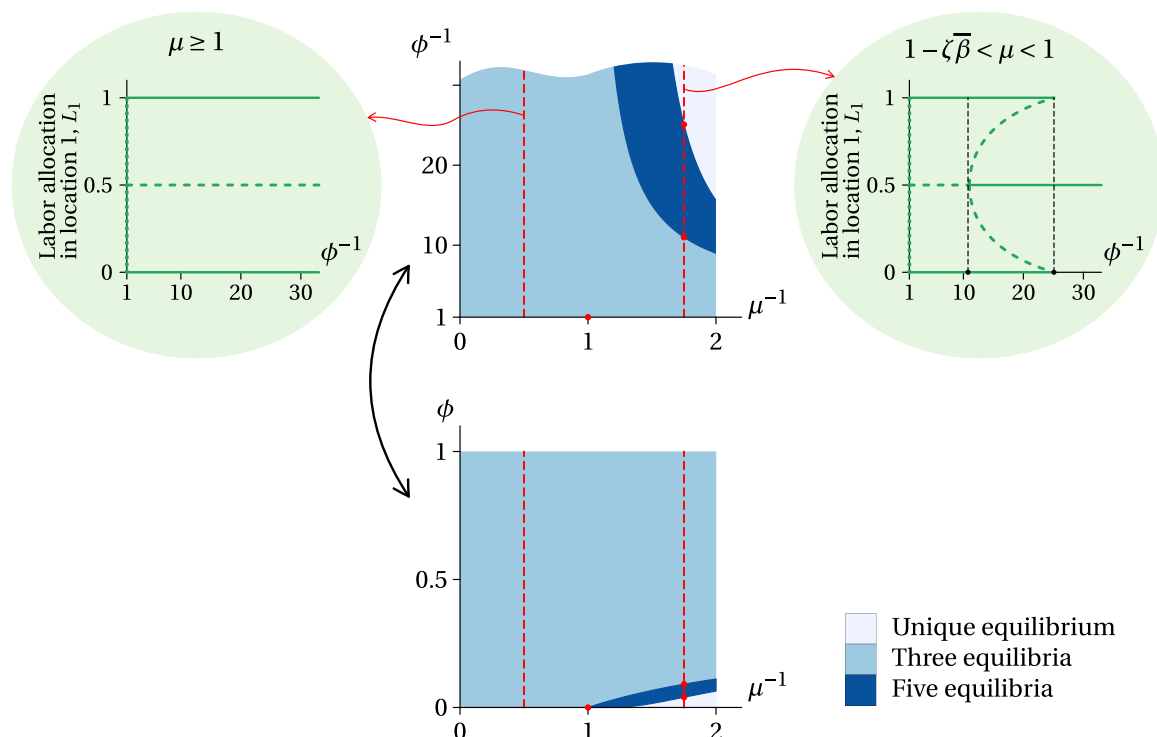 μ ≥ 1
Labor allocation
in location 1, L₁
1
0.5
0
1
10
20
30
ϕ⁻¹
ϕ⁻¹
20
10
1
0
1
2
μ⁻¹
1 − ζβ̅ < μ < 1
Labor allocation
in location 1, L₁
1
0.5
0
1
10
20
30
ϕ⁻¹
ϕ
1
0.5
0
0
1
2
μ⁻¹
Unique equilibrium
Three equilibria
Five equilibria